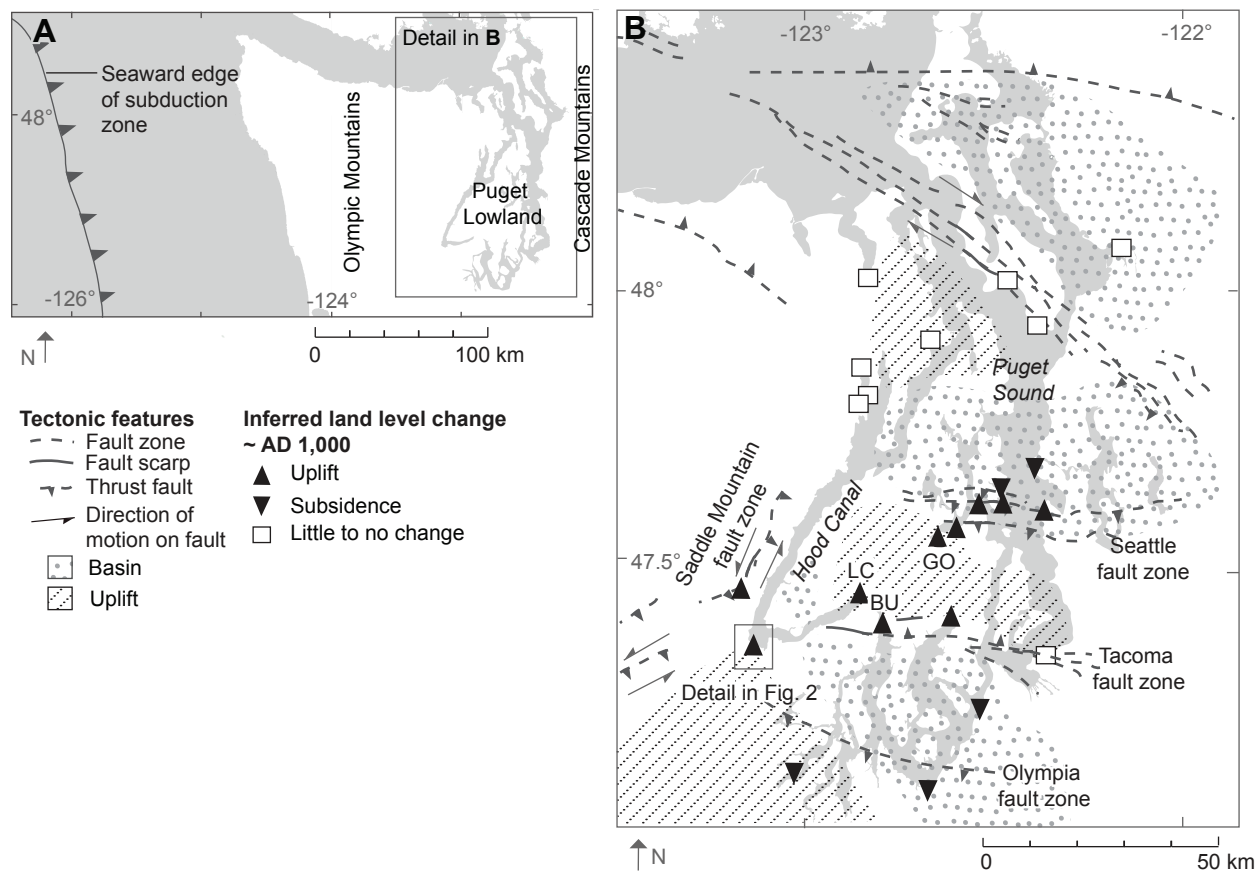 A
Detail in B
Seaward edge
of subduction
zone
48°
Olympic Mountains
Cascade Mountains
Puget
Lowland
-126°
-124°
N
0
100 km
Tectonic features
Fault zone
Fault scarp
Thrust fault
Direction of
motion on fault
Basin
Uplift
Inferred land level change
~ AD 1,000
Uplift
Subsidence
Little to no change
B
-123°
-122°
48°
Puget
Sound
Saddle Mountain
fault zone
Hood Canal
47.5°
GO
Seattle
fault zone
LC
BU
Tacoma
fault zone
Detail in Fig. 2
Olympia
fault zone
N
0
50 km